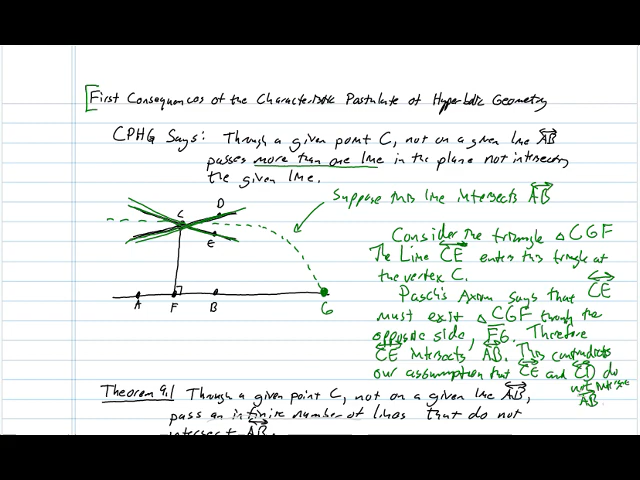 First Consequences of the Characteristic Postulate of Hyperbolic Geometry
CPHG Says: Through a given point C, not on a given line AB
passes more than one line in the plane not intersecting
the given line.
Suppose this line intersects AB
C
D
E
A
F
B
G
Consider the triangle △CGF
The Line CE enters this triangle at
the vertex C.
Pasch's Axiom says that CE
must exit △CGF through the
opposite side, FG. Therefore
CE intersects AB. This contradicts
our assumption that CE and CD do
not intersect
AB.
Theorem 9.1 Through a given point C, not on a given line AB,
pass an infinite number of lines that do not
intersect AB.